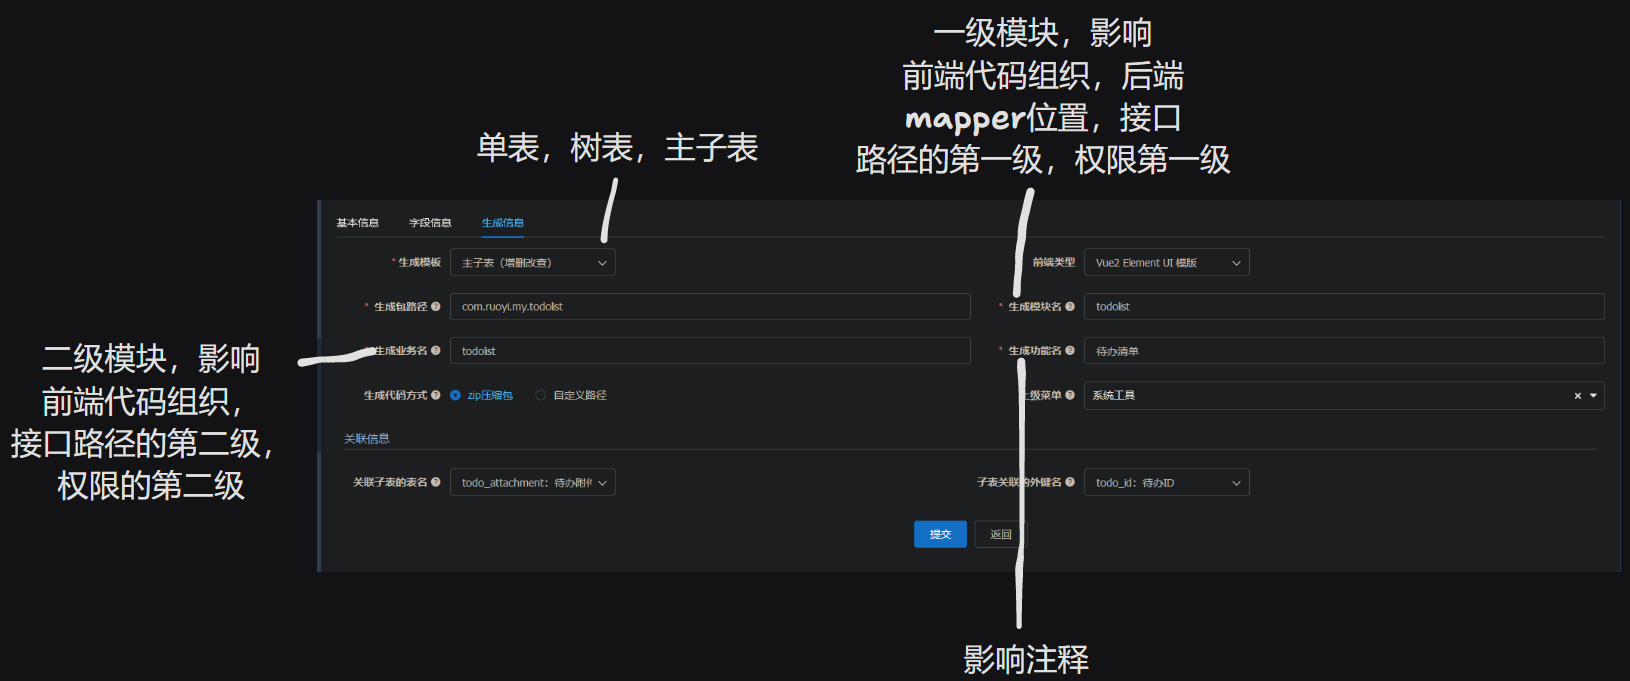 一级模块，影响
前端代码组织，后端
mapper位置，接口
路径的第一级，权限第一级
单表，树表，主子表
基本信息 字段信息 生成信息
* 生成模板 主子表（增删改查） 前端类型 Vue2 Element UI 模版
* 生成包路径 com.ruoyi.my.todolist * 生成模块名 todolist
二级模块，影响
前端代码组织，
接口路径的第二级，
权限的第二级
生成业务名 todolist * 生成功能名 待办清单
生成代码方式 zip压缩包 自定义路径 上级菜单 系统工具
关联信息
关联子表的表名 todo_attachment：待办附件 子表关联的外键名 todo_id：待办ID
提交 返回
影响注释